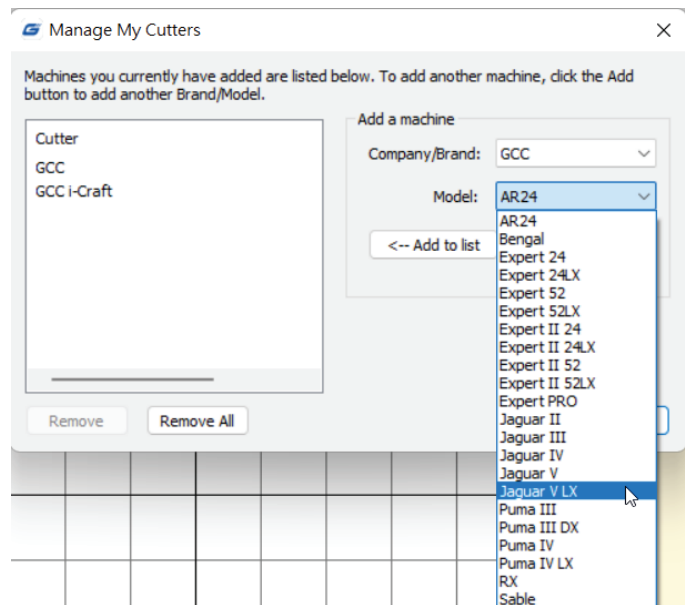 Manage My Cutters
Machines you currently have added are listed below. To add another machine, click the Add
button to add another Brand/Model.
Cutter
GCC
GCC i-Craft
Add a machine
Company/Brand: GCC
Model: AR24
<-- Add to list
AR24
Bengal
Expert 24
Expert 24LX
Expert 52
Expert 52LX
Expert II 24
Expert II 24LX
Expert II 52
Expert II 52LX
Expert PRO
Jaguar II
Jaguar III
Jaguar IV
Jaguar V
Jaguar V LX
Puma III
Puma III DX
Puma IV
Puma IV LX
RX
Sable
Remove
Remove All